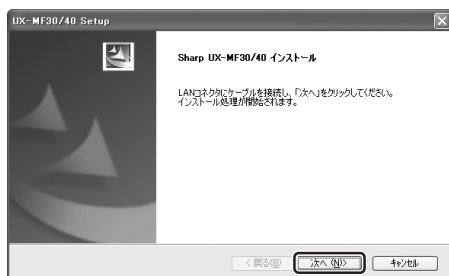 UX-MF30/40 Setup
Sharp UX-MF30/40 インストール
LANコネクタにケーブルを接続し、「次へ」をクリックしてください。
インストール処理が開始されます。
< 戻る(B)
次へ (N)>
キャンセル